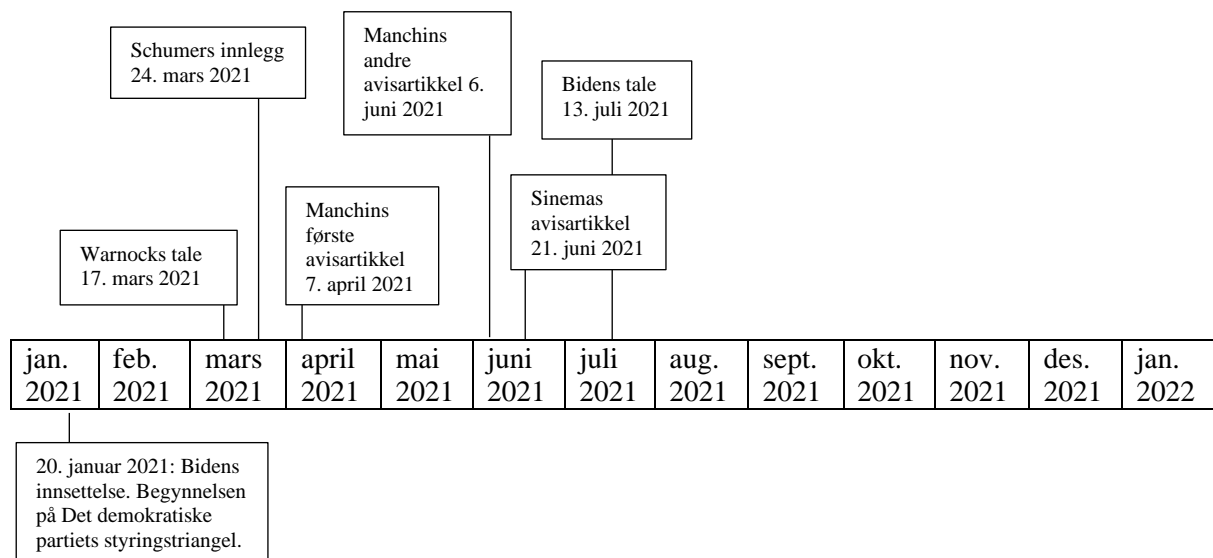 Schumers innlegg
24. mars 2021
Manchins
andre
avisartikkel 6.
juni 2021
Bidens tale
13. juli 2021
Warnocks tale
17. mars 2021
Manchins
første
avisartikkel
7. april 2021
Sinemas
avisartikkel
21. juni 2021
jan. feb. mars april mai juni juli aug. sept. okt. nov. des. jan.
2021 2021 2021 2021 2021 2021 2021 2021 2021 2021 2021 2021 2022
20. januar 2021: Bidens
innsettelse. Begynnelsen
på Det demokratiske
partiets styringstriangel.